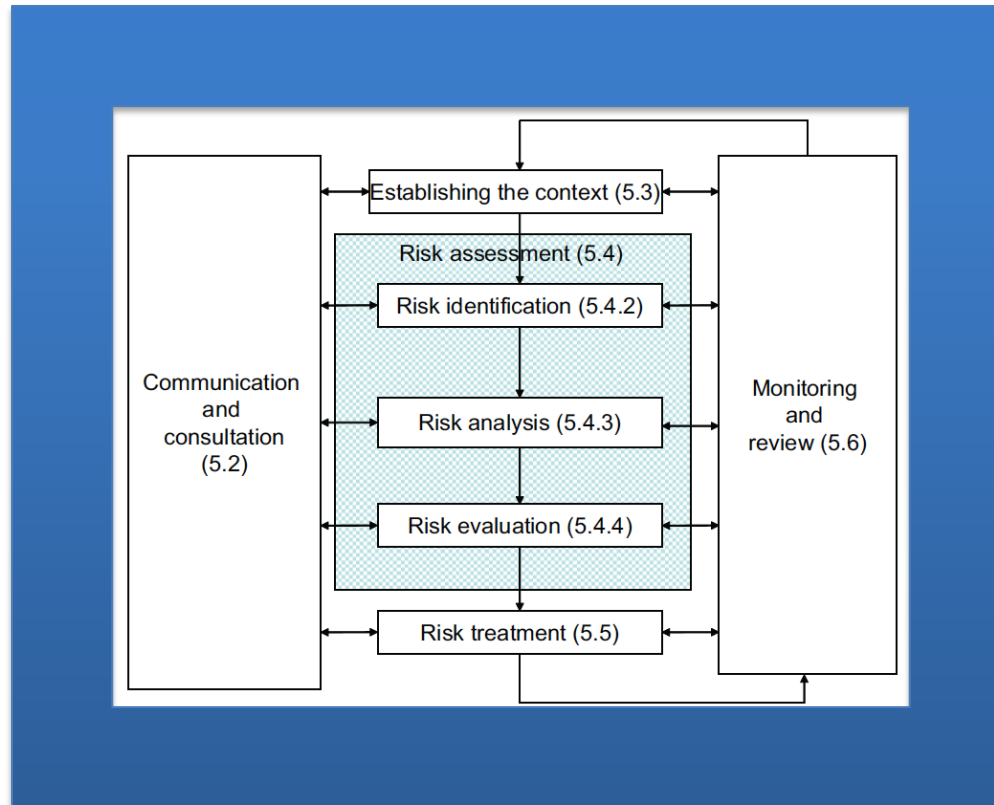 Establishing the context (5.3)
Risk assessment (5.4)
Risk identification (5.4.2)
Communication
and
consultation
(5.2)
Risk analysis (5.4.3)
Monitoring
and
review (5.6)
Risk evaluation (5.4.4)
Risk treatment (5.5)